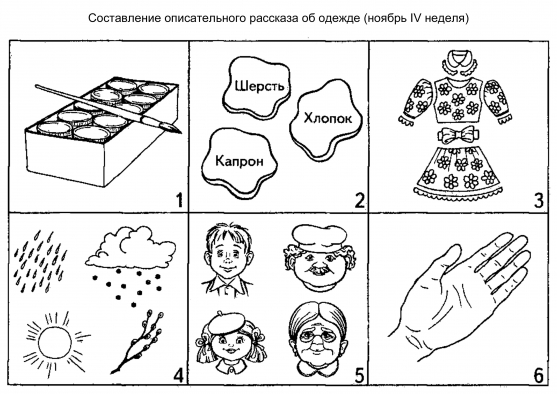 Составление описательного рассказа об одежде (ноябрь IV неделя)
Шерсть
Хлопок
Капрон
1
2
3
4
5
6